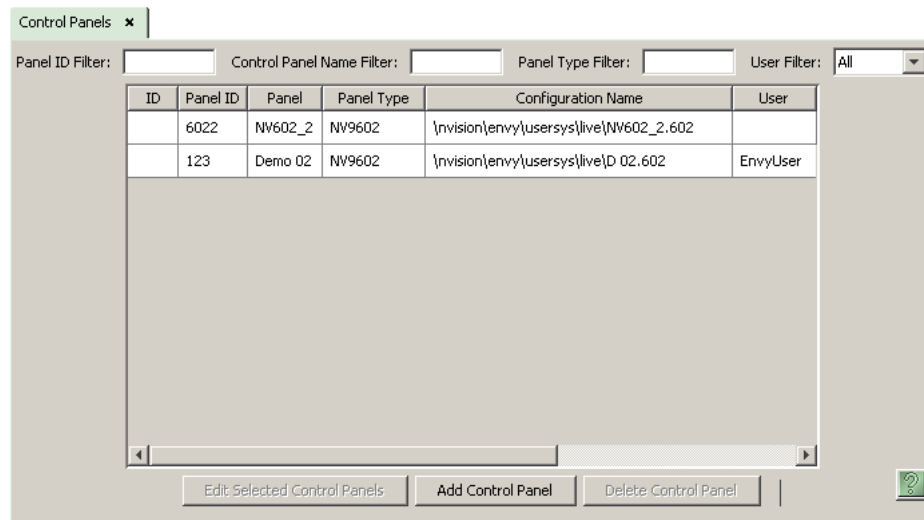 Control Panels ×
Panel ID Filter: Control Panel Name Filter: Panel Type Filter: User Filter: All
ID Panel ID Panel Panel Type Configuration Name User
6022 NV602_2 NV9602 \nvision\envy\usersys\live\NV602_2.602
123 Demo 02 NV9602 \nvision\envy\usersys\live\D 02.602 EnvyUser
Edit Selected Control Panels Add Control Panel Delete Control Panel ?